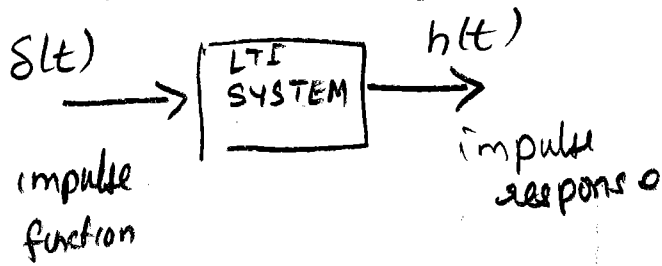 δ(t)
LTI
SYSTEM
h(t)
impulse
function
impulse
response